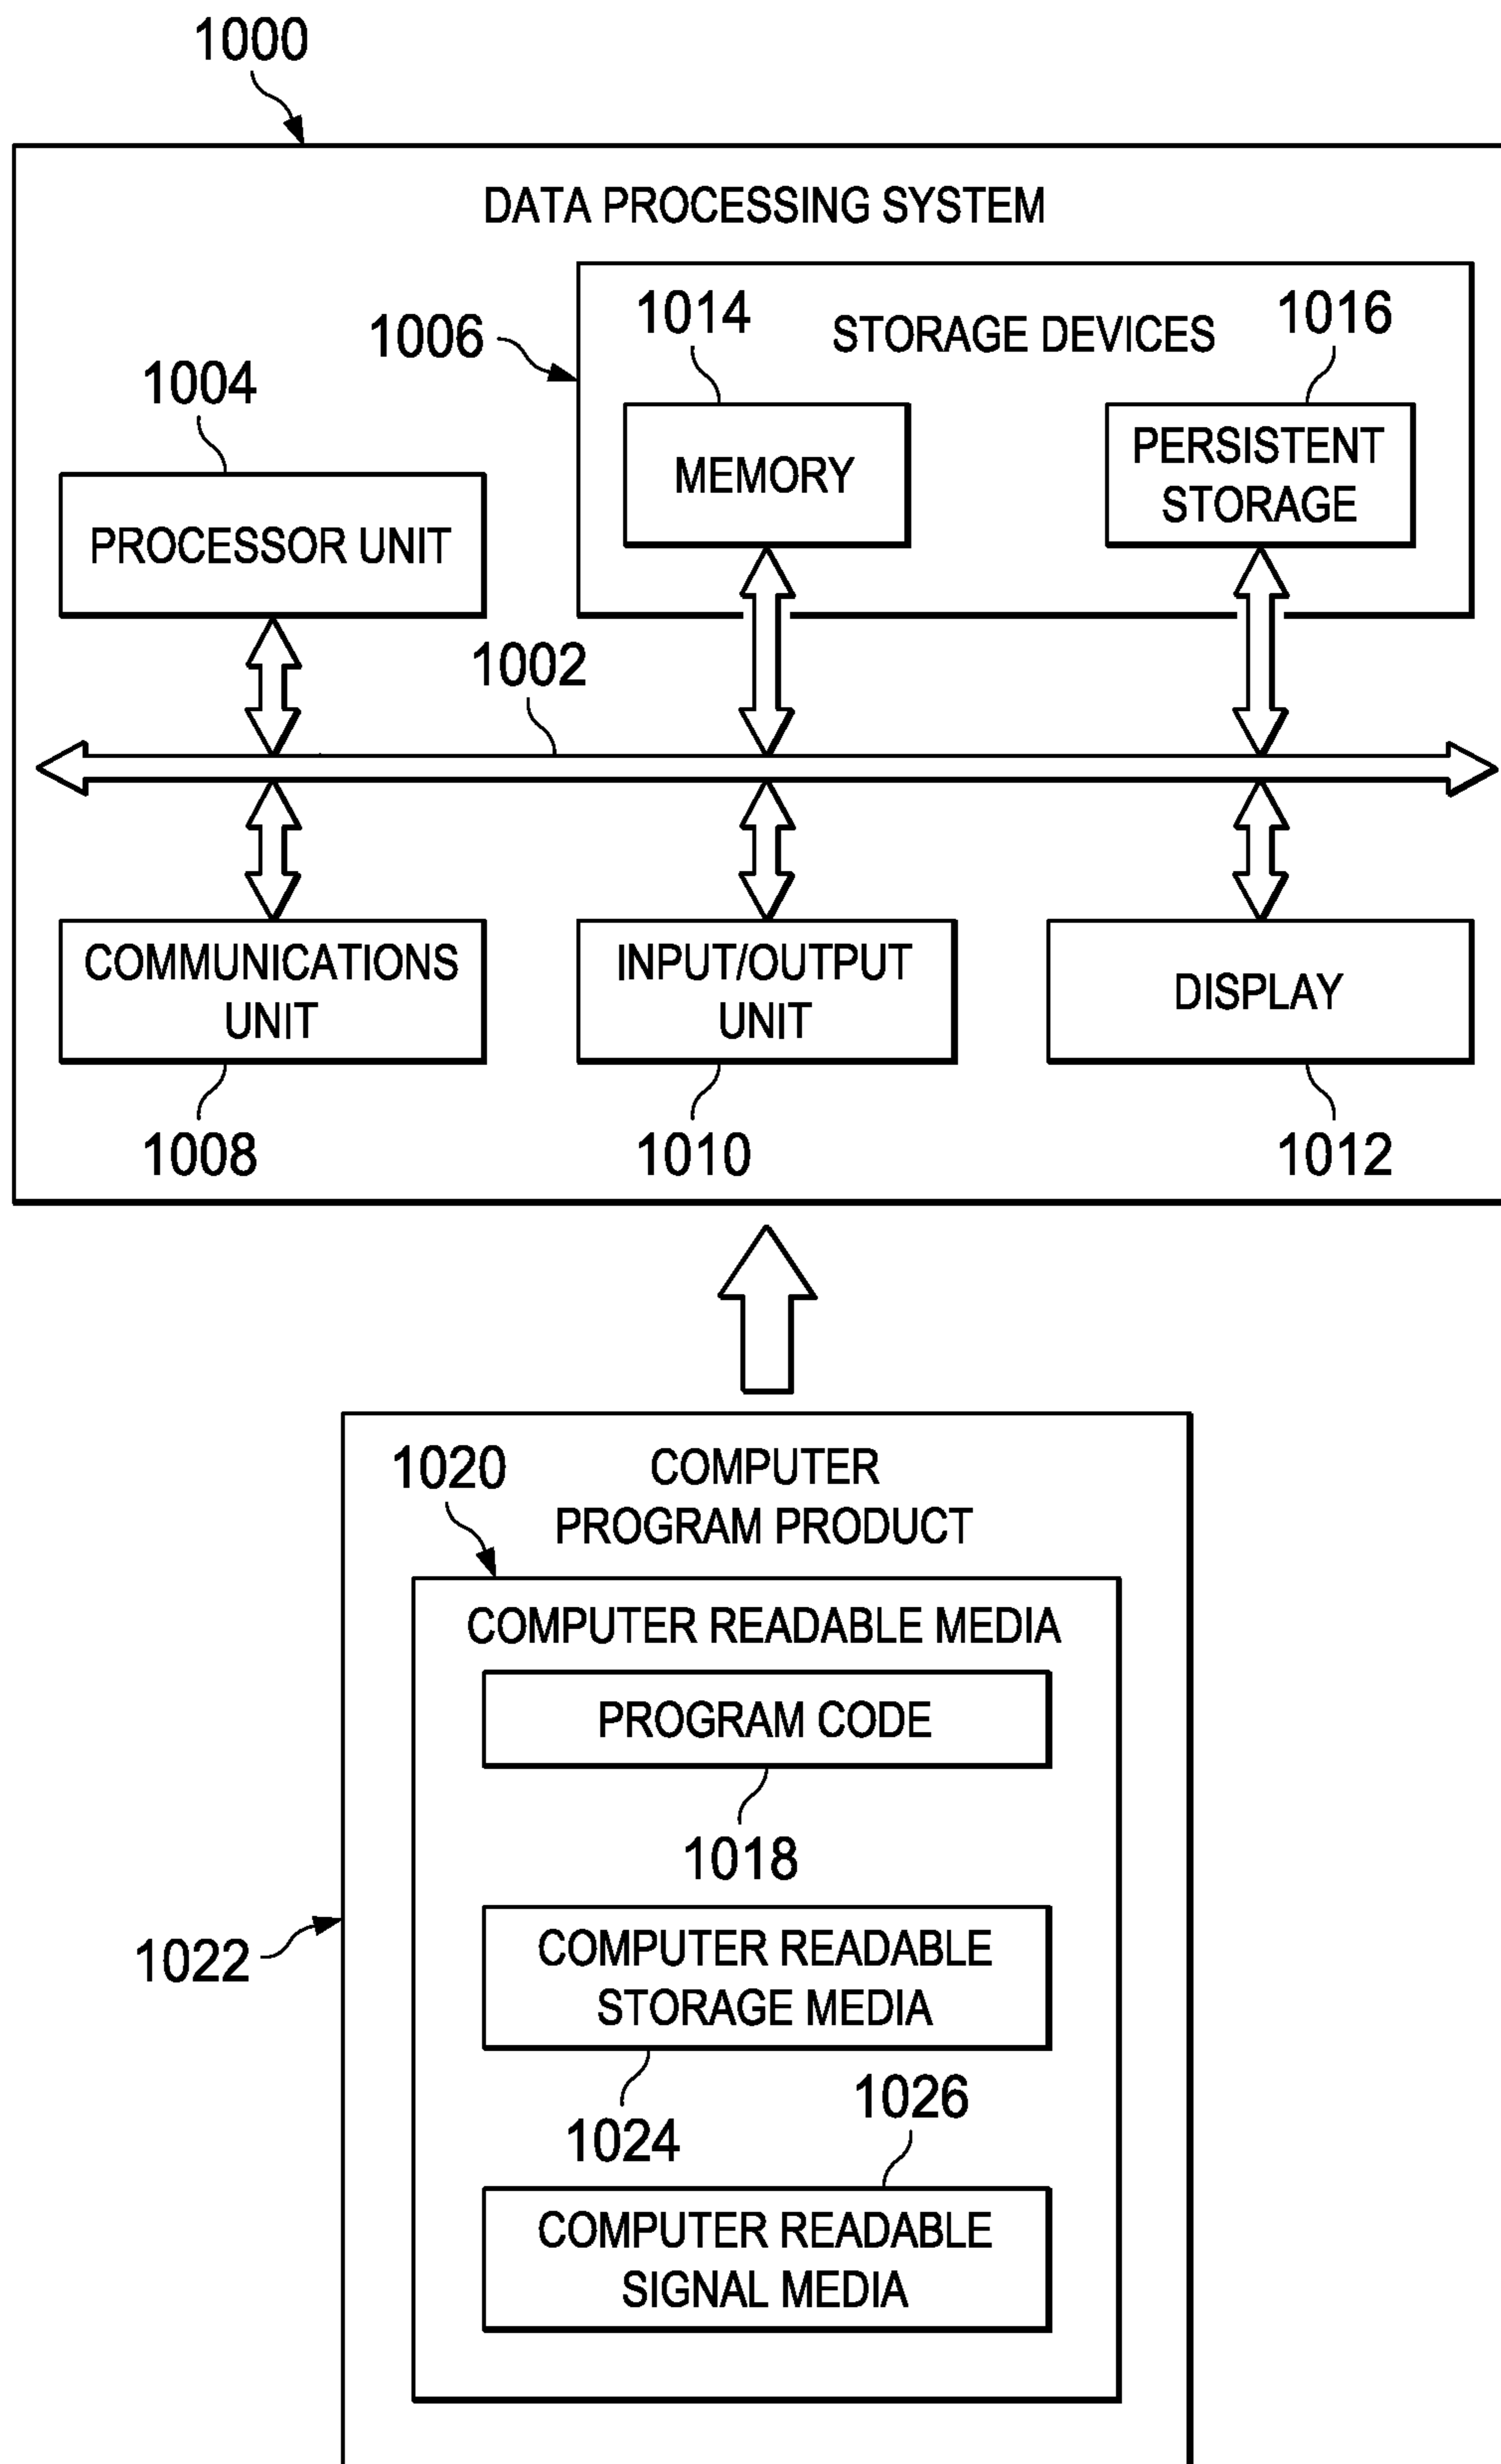 1000
DATA PROCESSING SYSTEM
1006
1014
STORAGE DEVICES
1016
1004
MEMORY
PERSISTENT
STORAGE
PROCESSOR UNIT
1002
COMMUNICATIONS
UNIT
INPUT/OUTPUT
UNIT
DISPLAY
1008
1010
1012
COMPUTER
PROGRAM PRODUCT
1020
COMPUTER READABLE MEDIA
PROGRAM CODE
1018
1022
COMPUTER READABLE
STORAGE MEDIA
1024
1026
COMPUTER READABLE
SIGNAL MEDIA